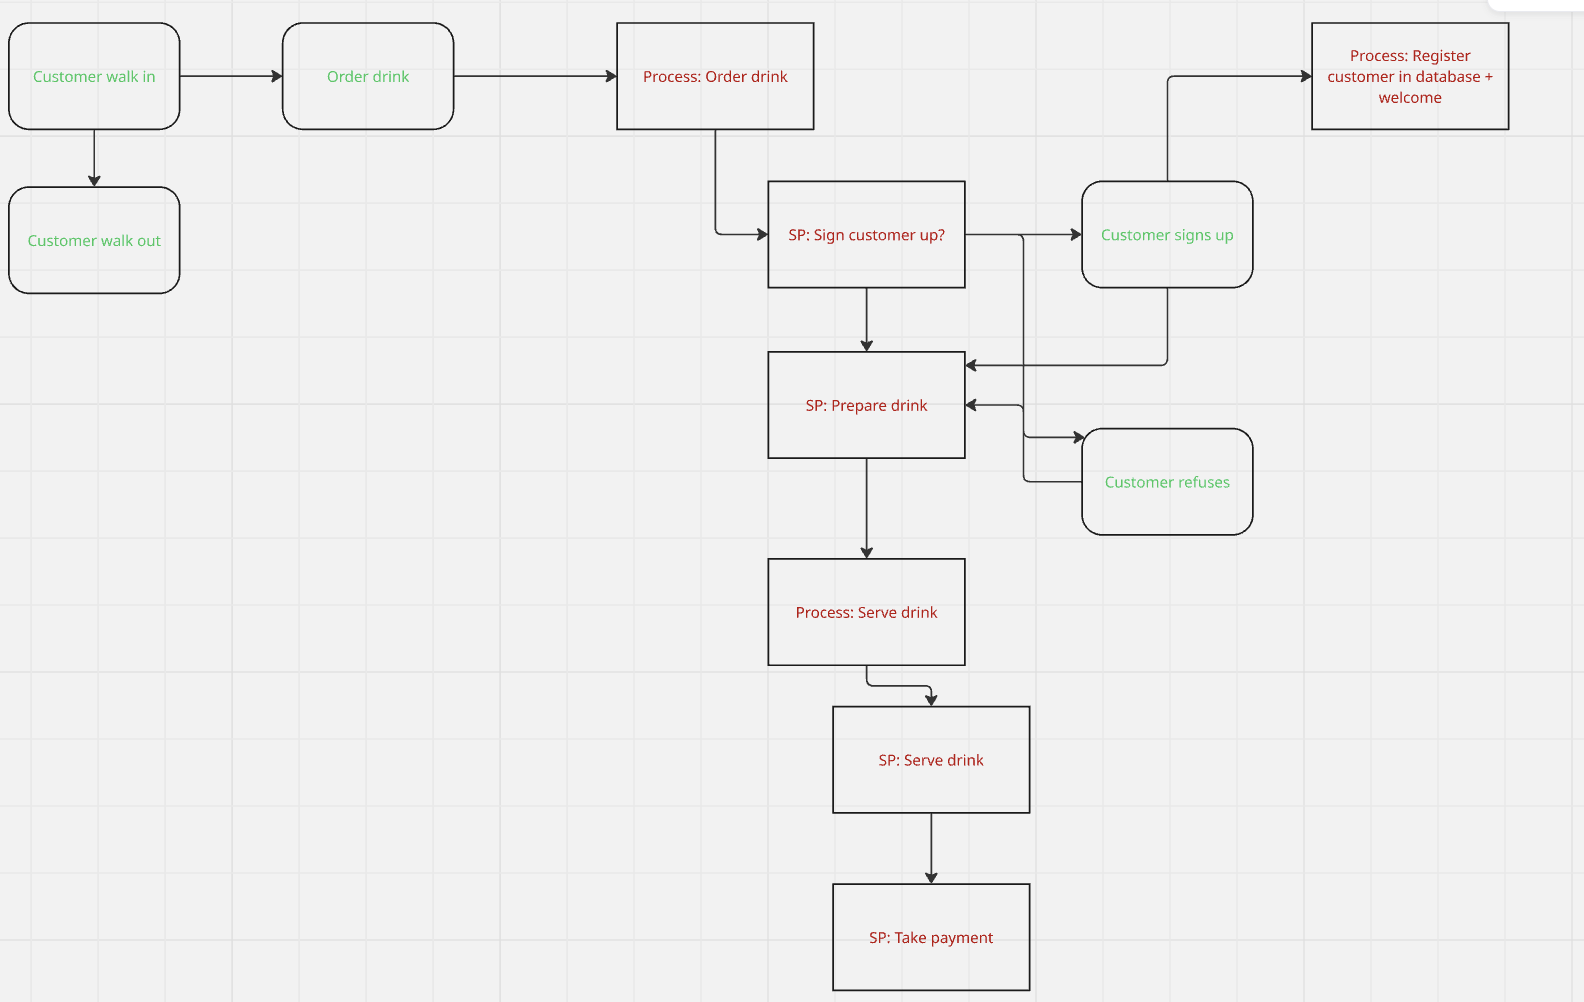 Customer walk in
Order drink
Process: Order drink
Process: Register
customer in database +
welcome
Customer walk out
SP: Sign customer up?
Customer signs up
SP: Prepare drink
Customer refuses
Process: Serve drink
SP: Serve drink
SP: Take payment